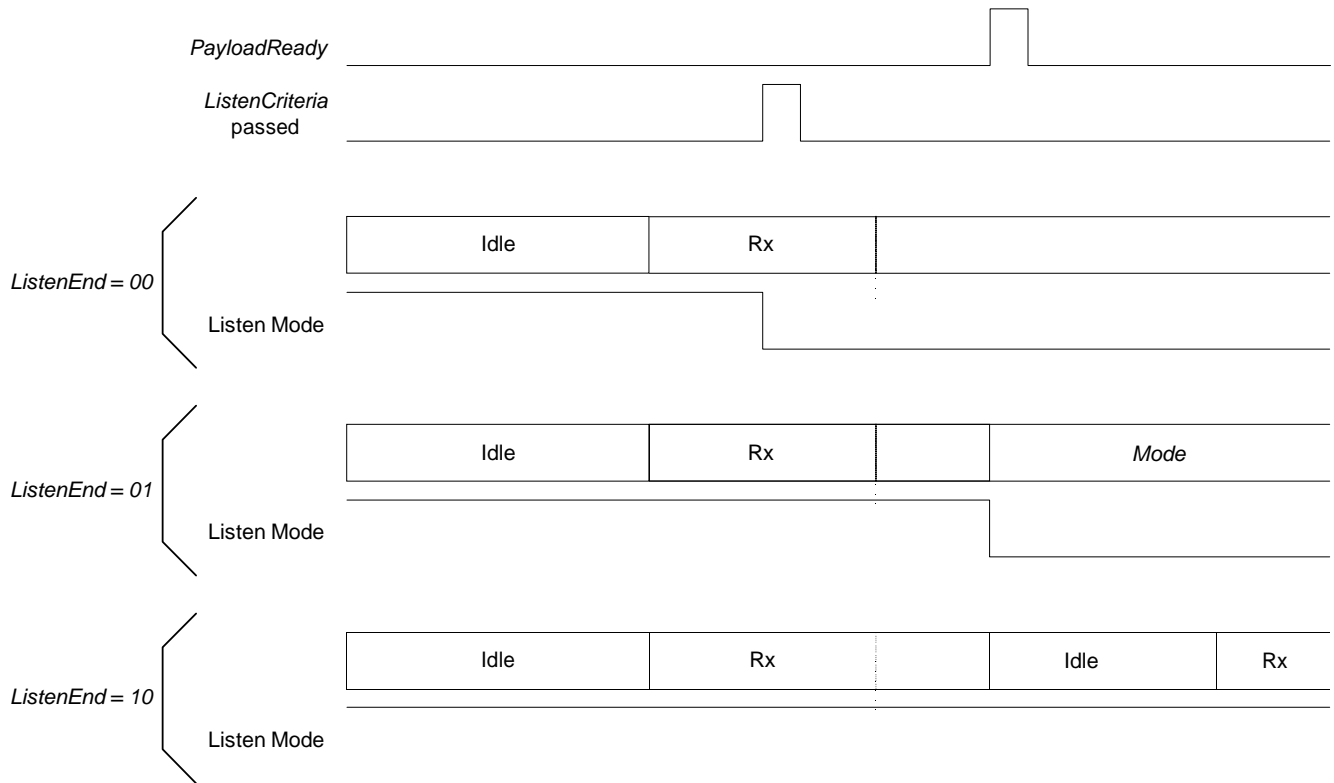 PayloadReady
ListenCriteria
passed
Idle
Rx
ListenEnd = 00
Listen Mode
Idle
Rx
Mode
ListenEnd = 01
Listen Mode
Idle
Rx
Idle
Rx
ListenEnd = 10
Listen Mode